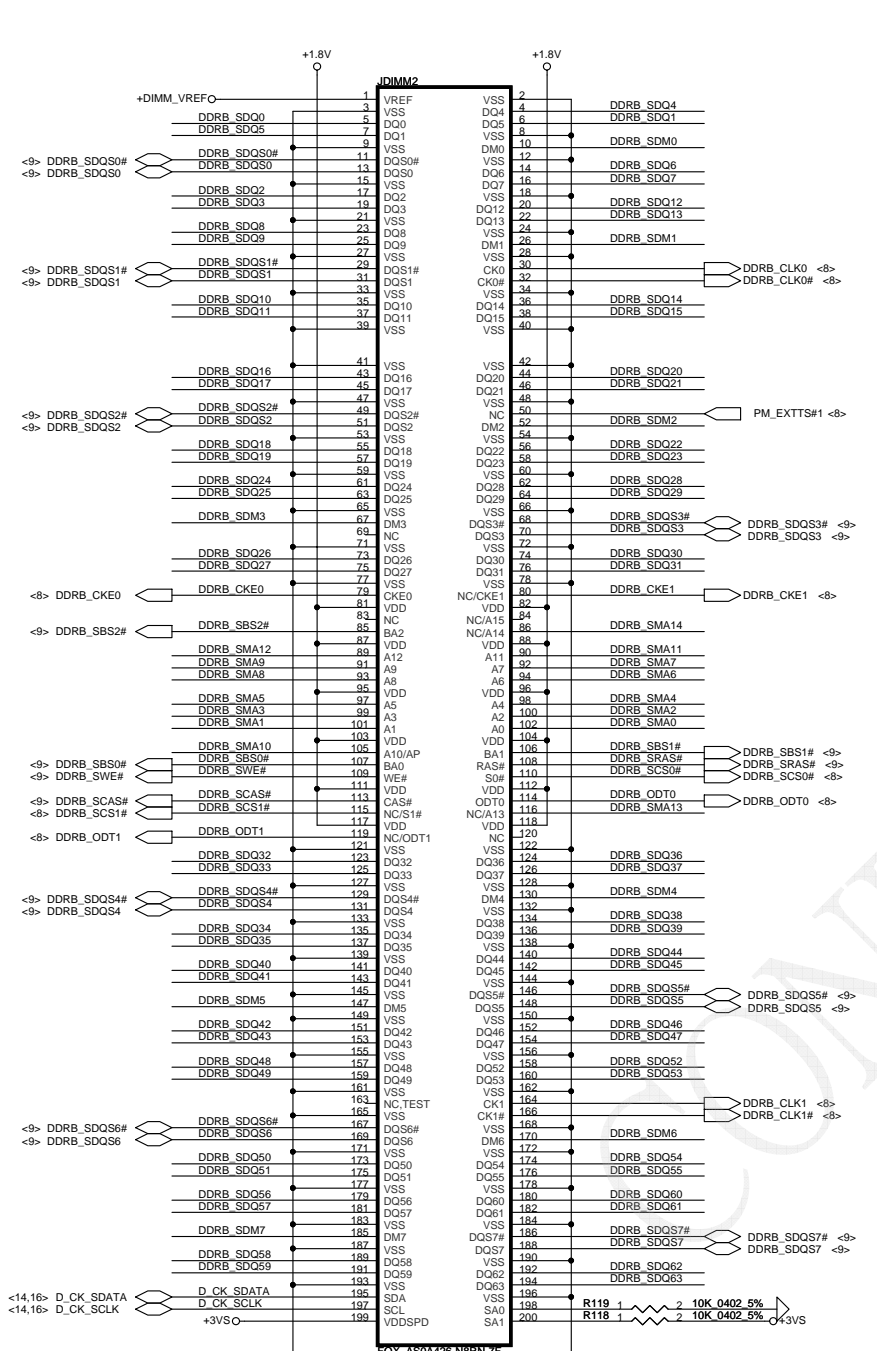 +1.8V +1.8V
JDIMM2
+DIMM_VREF 1 VREF VSS 2
3 VSS DQ4 4 DDRB_SDQ4
DDRB_SDQ0 5 DQ0 DQ5 6 DDRB_SDQ1
DDRB_SDQ5 7 DQ1 VSS 8
9 VSS DM0 10 DDRB_SDM0
<9> DDRB_SDQS0# DDRB_SDQS0# 11 DQS0# VSS 12
<9> DDRB_SDQS0 DDRB_SDQS0 13 DQS0 DQ6 14 DDRB_SDQ6
15 VSS DQ7 16 DDRB_SDQ7
DDRB_SDQ2 17 DQ2 VSS 18
DDRB_SDQ3 19 DQ3 DQ12 20 DDRB_SDQ12
21 VSS DQ13 22 DDRB_SDQ13
DDRB_SDQ8 23 DQ8 VSS 24
DDRB_SDQ9 25 DQ9 DM1 26 DDRB_SDM1
27 VSS VSS 28
<9> DDRB_SDQS1# DDRB_SDQS1# 29 DQS1# CK0 30 DDRB_CLK0 <8>
<9> DDRB_SDQS1 DDRB_SDQS1 31 DQS1 CK0# 32 DDRB_CLK0# <8>
33 VSS VSS 34
DDRB_SDQ10 35 DQ10 DQ14 36 DDRB_SDQ14
DDRB_SDQ11 37 DQ11 DQ15 38 DDRB_SDQ15
39 VSS VSS 40
41 VSS VSS 42
DDRB_SDQ16 43 DQ16 DQ20 44 DDRB_SDQ20
DDRB_SDQ17 45 DQ17 DQ21 46 DDRB_SDQ21
47 VSS VSS 48
<9> DDRB_SDQS2# DDRB_SDQS2# 49 DQS2# NC 50 PM_EXTTS#1 <8>
<9> DDRB_SDQS2 DDRB_SDQS2 51 DQS2 DM2 52 DDRB_SDM2
53 VSS VSS 54
DDRB_SDQ18 55 DQ18 DQ22 56 DDRB_SDQ22
DDRB_SDQ19 57 DQ19 DQ23 58 DDRB_SDQ23
59 VSS VSS 60
DDRB_SDQ24 61 DQ24 DQ28 62 DDRB_SDQ28
DDRB_SDQ25 63 DQ25 DQ29 64 DDRB_SDQ29
65 VSS VSS 66
DDRB_SDM3 67 DM3 DQS3# 68 DDRB_SDQS3# DDRB_SDQS3# <9>
69 NC DQS3 70 DDRB_SDQS3 DDRB_SDQS3 <9>
71 VSS VSS 72
DDRB_SDQ26 73 DQ26 DQ30 74 DDRB_SDQ30
DDRB_SDQ27 75 DQ27 DQ31 76 DDRB_SDQ31
77 VSS VSS 78
<8> DDRB_CKE0 DDRB_CKE0 79 CKE0 NC/CKE1 80 DDRB_CKE1 DDRB_CKE1 <8>
81 VDD VDD 82
83 NC NC/A15 84
<9> DDRB_SBS2# DDRB_SBS2# 85 BA2 NC/A14 86 DDRB_SMA14
87 VDD VDD 88
DDRB_SMA12 89 A12 A11 90 DDRB_SMA11
DDRB_SMA9 91 A9 A7 92 DDRB_SMA7
DDRB_SMA8 93 A8 A6 94 DDRB_SMA6
95 VDD VDD 96
DDRB_SMA5 97 A5 A4 98 DDRB_SMA4
DDRB_SMA3 99 A3 A2 100 DDRB_SMA2
DDRB_SMA1 101 A1 A0 102 DDRB_SMA0
103 VDD VDD 104
DDRB_SMA10 105 A10/AP BA1 106 DDRB_SBS1# DDRB_SBS1# <9>
<9> DDRB_SBS0# DDRB_SBS0# 107 BA0 RAS# 108 DDRB_SRAS# DDRB_SRAS# <9>
<9> DDRB_SWE# DDRB_SWE# 109 WE# S0# 110 DDRB_SCS0# DDRB_SCS0# <8>
111 VDD VDD 112
<9> DDRB_SCAS# DDRB_SCAS# 113 CAS# ODT0 114 DDRB_ODT0 DDRB_ODT0 <8>
<8> DDRB_SCS1# DDRB_SCS1# 115 NC/S1# NC/A13 116 DDRB_SMA13
117 VDD VDD 118
<8> DDRB_ODT1 DDRB_ODT1 119 NC/ODT1 NC 120
121 VSS VSS 122
DDRB_SDQ32 123 DQ32 DQ36 124 DDRB_SDQ36
DDRB_SDQ33 125 DQ33 DQ37 126 DDRB_SDQ37
127 VSS VSS 128
<9> DDRB_SDQS4# DDRB_SDQS4# 129 DQS4# DM4 130 DDRB_SDM4
<9> DDRB_SDQS4 DDRB_SDQS4 131 DQS4 VSS 132
133 VSS DQ38 134 DDRB_SDQ38
DDRB_SDQ34 135 DQ34 DQ39 136 DDRB_SDQ39
DDRB_SDQ35 137 DQ35 VSS 138
139 VSS DQ44 140 DDRB_SDQ44
DDRB_SDQ40 141 DQ40 DQ45 142 DDRB_SDQ45
DDRB_SDQ41 143 DQ41 VSS 144
145 VSS DQS5# 146 DDRB_SDQS5# DDRB_SDQS5# <9>
DDRB_SDM5 147 DM5 DQS5 148 DDRB_SDQS5 DDRB_SDQS5 <9>
149 VSS VSS 150
DDRB_SDQ42 151 DQ42 DQ46 152 DDRB_SDQ46
DDRB_SDQ43 153 DQ43 DQ47 154 DDRB_SDQ47
155 VSS VSS 156
DDRB_SDQ48 157 DQ48 DQ52 158 DDRB_SDQ52
DDRB_SDQ49 159 DQ49 DQ53 160 DDRB_SDQ53
161 VSS VSS 162
163 NC,TEST CK1 164 DDRB_CLK1 <8>
165 VSS CK1# 166 DDRB_CLK1# <8>
<9> DDRB_SDQS6# DDRB_SDQS6# 167 DQS6# VSS 168
<9> DDRB_SDQS6 DDRB_SDQS6 169 DQS6 DM6 170 DDRB_SDM6
171 VSS VSS 172
DDRB_SDQ50 173 DQ50 DQ54 174 DDRB_SDQ54
DDRB_SDQ51 175 DQ51 DQ55 176 DDRB_SDQ55
177 VSS VSS 178
DDRB_SDQ56 179 DQ56 DQ60 180 DDRB_SDQ60
DDRB_SDQ57 181 DQ57 DQ61 182 DDRB_SDQ61
183 VSS VSS 184
DDRB_SDM7 185 DM7 DQS7# 186 DDRB_SDQS7# DDRB_SDQS7# <9>
187 VSS DQS7 188 DDRB_SDQS7 DDRB_SDQS7 <9>
DDRB_SDQ58 189 DQ58 VSS 190
DDRB_SDQ59 191 DQ59 DQ62 192 DDRB_SDQ62
193 VSS DQ63 194 DDRB_SDQ63
<14,16> D_CK_SDATA D_CK_SDATA 195 SDA VSS 196
<14,16> D_CK_SCLK D_CK_SCLK 197 SCL SA0 198 R119 1 2 10K_0402_5%
+3VS 199 VDDSPD SA1 200 R118 1 2 10K_0402_5% +3VS